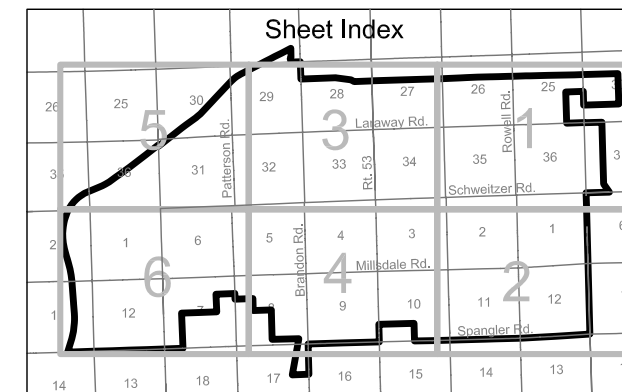 Sheet Index
26 25 30 29 28 27 26 25
5 3 1
Laraway Rd.
Rowell Rd.
Patterson Rd.
Rt. 53
36 31 32 33 34 35 36
Schweitzer Rd.
1 6 5 4 3 2 1
Brandon Rd.
6 4 2
Millsdale Rd.
12 7 8 9 10 11 12
Spangler Rd.
14 13 18 17 16 15 14 13